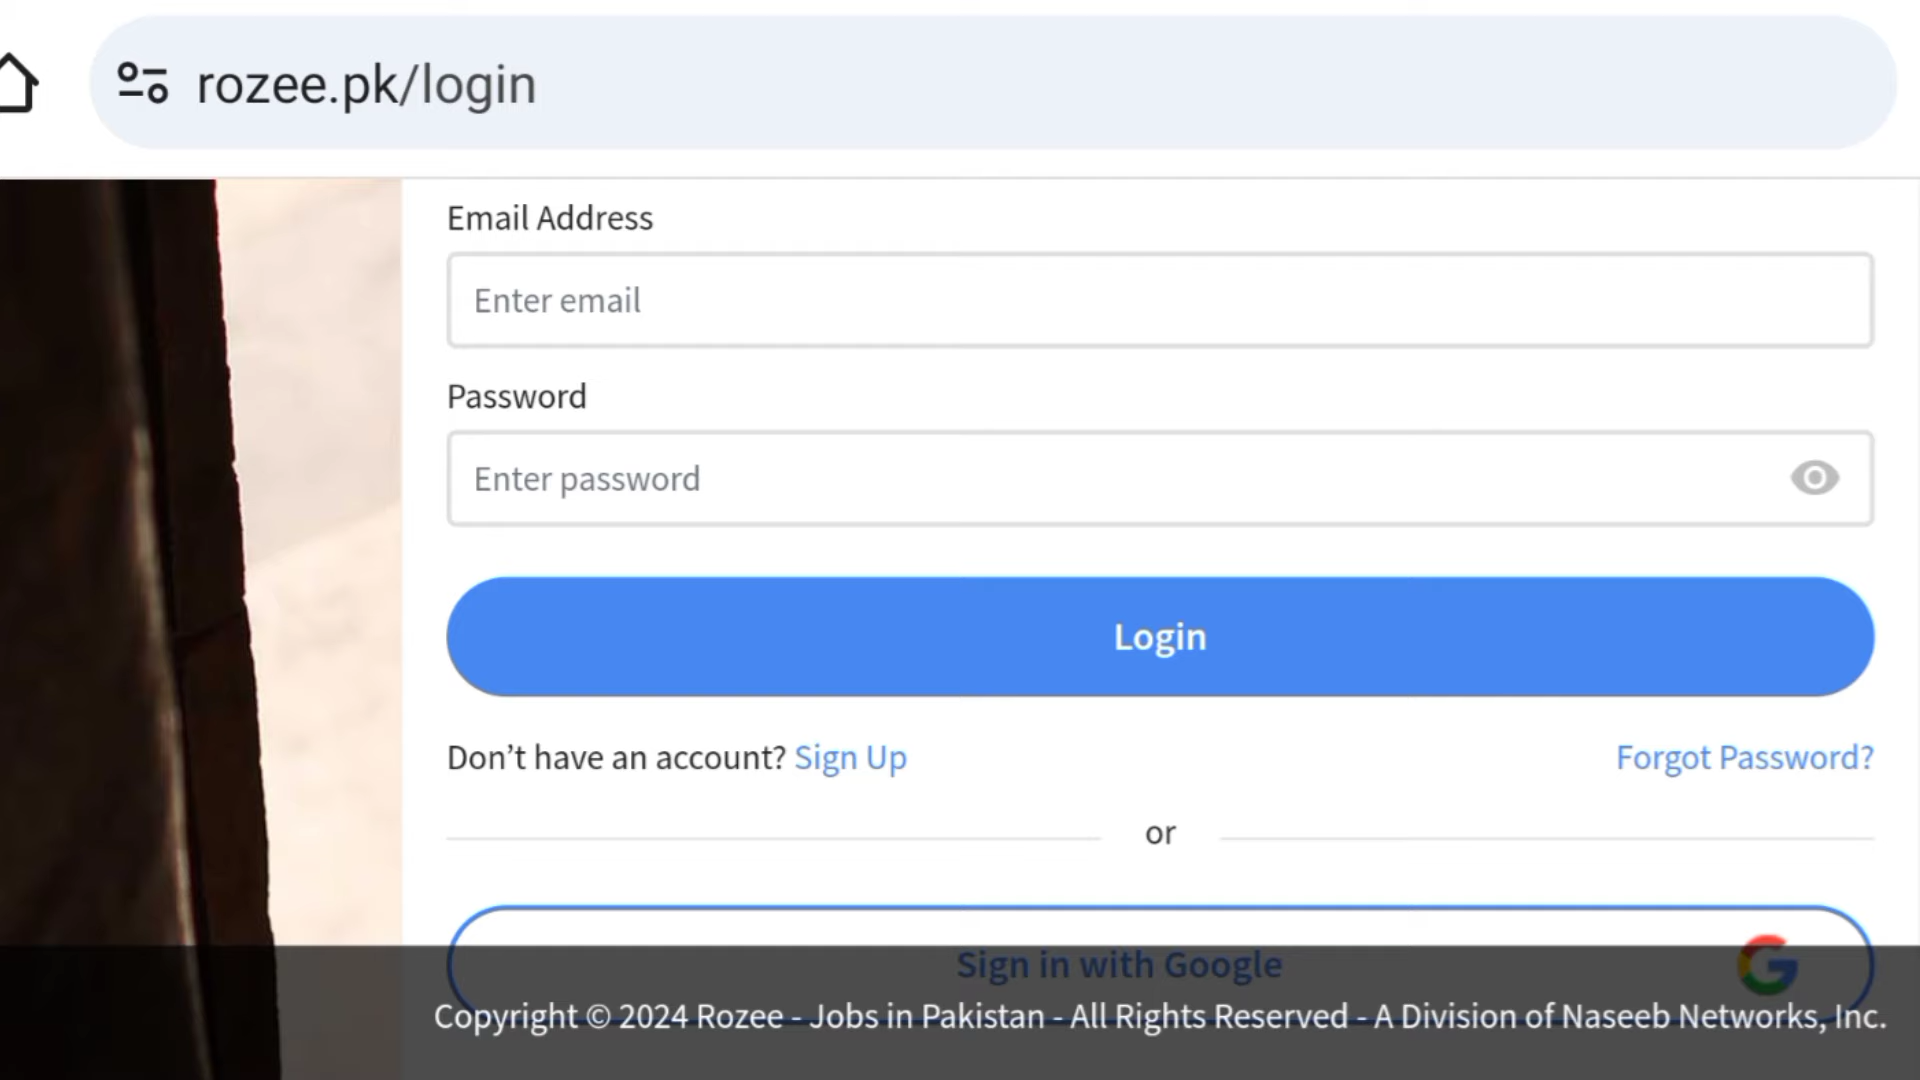 rozee.pk/login
Email Address
Enter email
Password
Enter password
Login
Don’t have an account? Sign Up
Forgot Password?
or
Sign in with Google
Copyright © 2024 Rozee - Jobs in Pakistan - All Rights Reserved - A Division of Naseeb Networks, Inc.